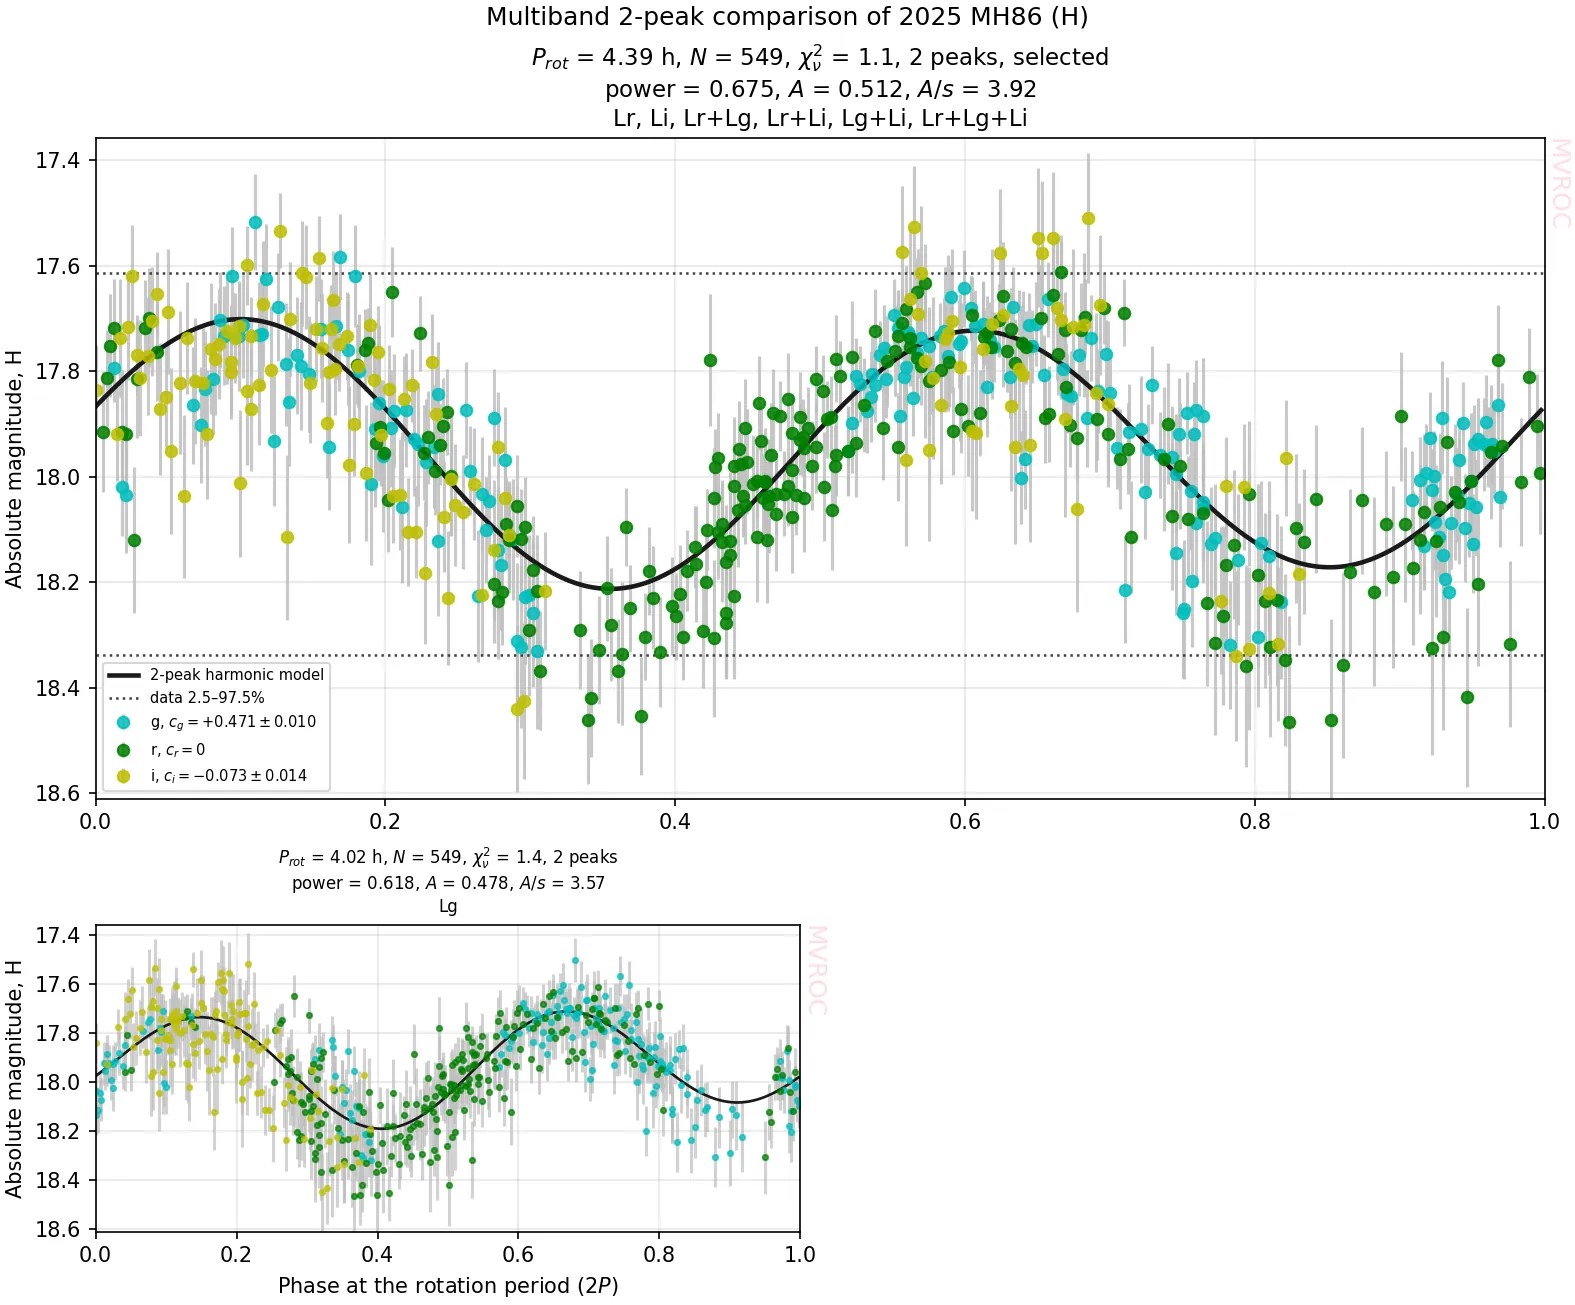 Multiband 2-peak comparison of 2025 MH86 (H)
P_rot = 4.39 h, N = 549, χ²_ν = 1.1, 2 peaks, selected
power = 0.675, A = 0.512, A/s = 3.92
Lr, Li, Lr+Lg, Lr+Li, Lg+Li, Lr+Lg+Li
MVROC
Absolute magnitude, H
17.4
17.6
17.8
18.0
18.2
18.4
18.6
2-peak harmonic model
data 2.5–97.5%
g, c_g = +0.471 ± 0.010
r, c_r = 0
i, c_i = −0.073 ± 0.014
0.0 0.2 0.4 0.6 0.8 1.0
P_rot = 4.02 h, N = 549, χ²_ν = 1.4, 2 peaks
power = 0.618, A = 0.478, A/s = 3.57
Lg
MVROC
Absolute magnitude, H
17.4
17.6
17.8
18.0
18.2
18.4
18.6
0.0 0.2 0.4 0.6 0.8 1.0
Phase at the rotation period (2P)